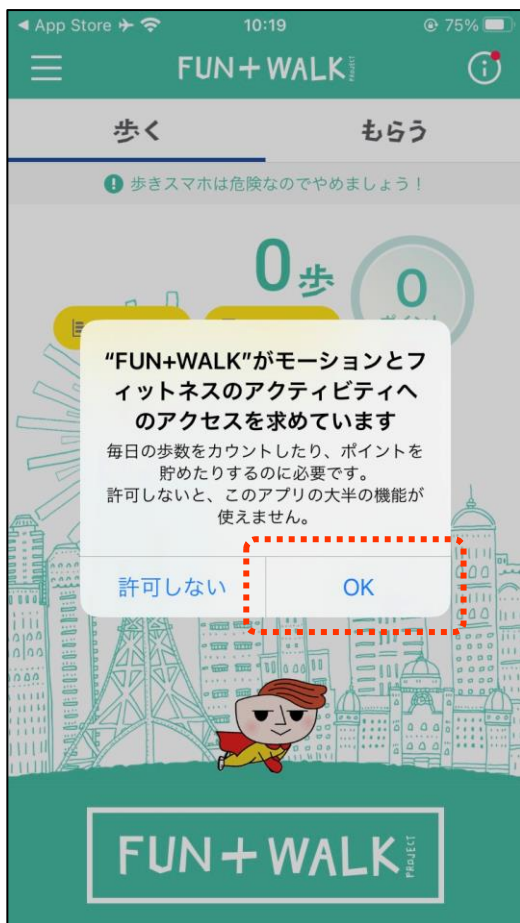 ◀ App Store 10:19 75%
FUN+WALK PROJECT
歩く もらう
歩きスマホは危険なのでやめましょう！
0歩 0
ポイント
“FUN+WALK”がモーションとフ
ィットネスのアクティビティへ
のアクセスを求めています
毎日の歩数をカウントしたり、ポイントを
貯めたりするのに必要です。
許可しないと、このアプリの大半の機能が
使えません。
許可しない OK
FUN+WALK PROJECT